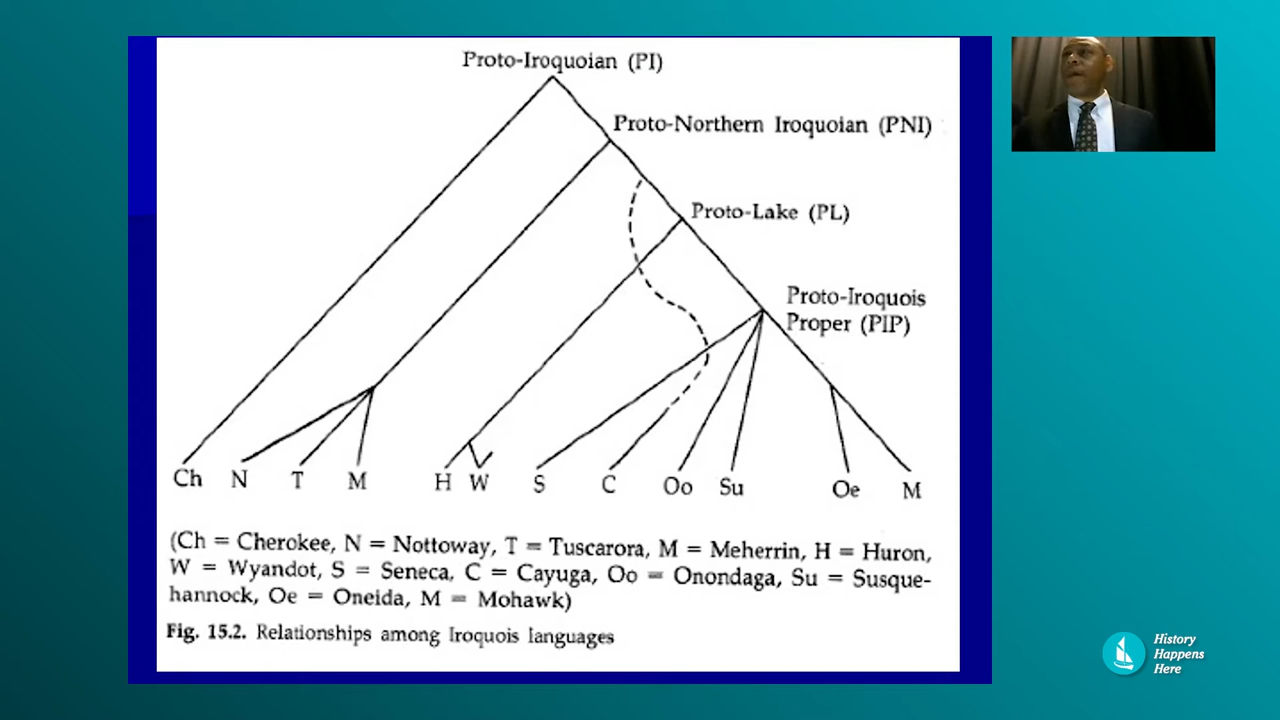 Proto-Iroquoian (PI)
Proto-Northern Iroquoian (PNI)
Proto-Lake (PL)
Proto-Iroquois
Proper (PIP)
Ch N T M H W S C Oo Su Oe M
(Ch = Cherokee, N = Nottoway, T = Tuscarora, M = Meherrin, H = Huron,
W = Wyandot, S = Seneca, C = Cayuga, Oo = Onondaga, Su = Susque-
hannock, Oe = Oneida, M = Mohawk)
Fig. 15.2. Relationships among Iroquois languages
History
Happens
Here